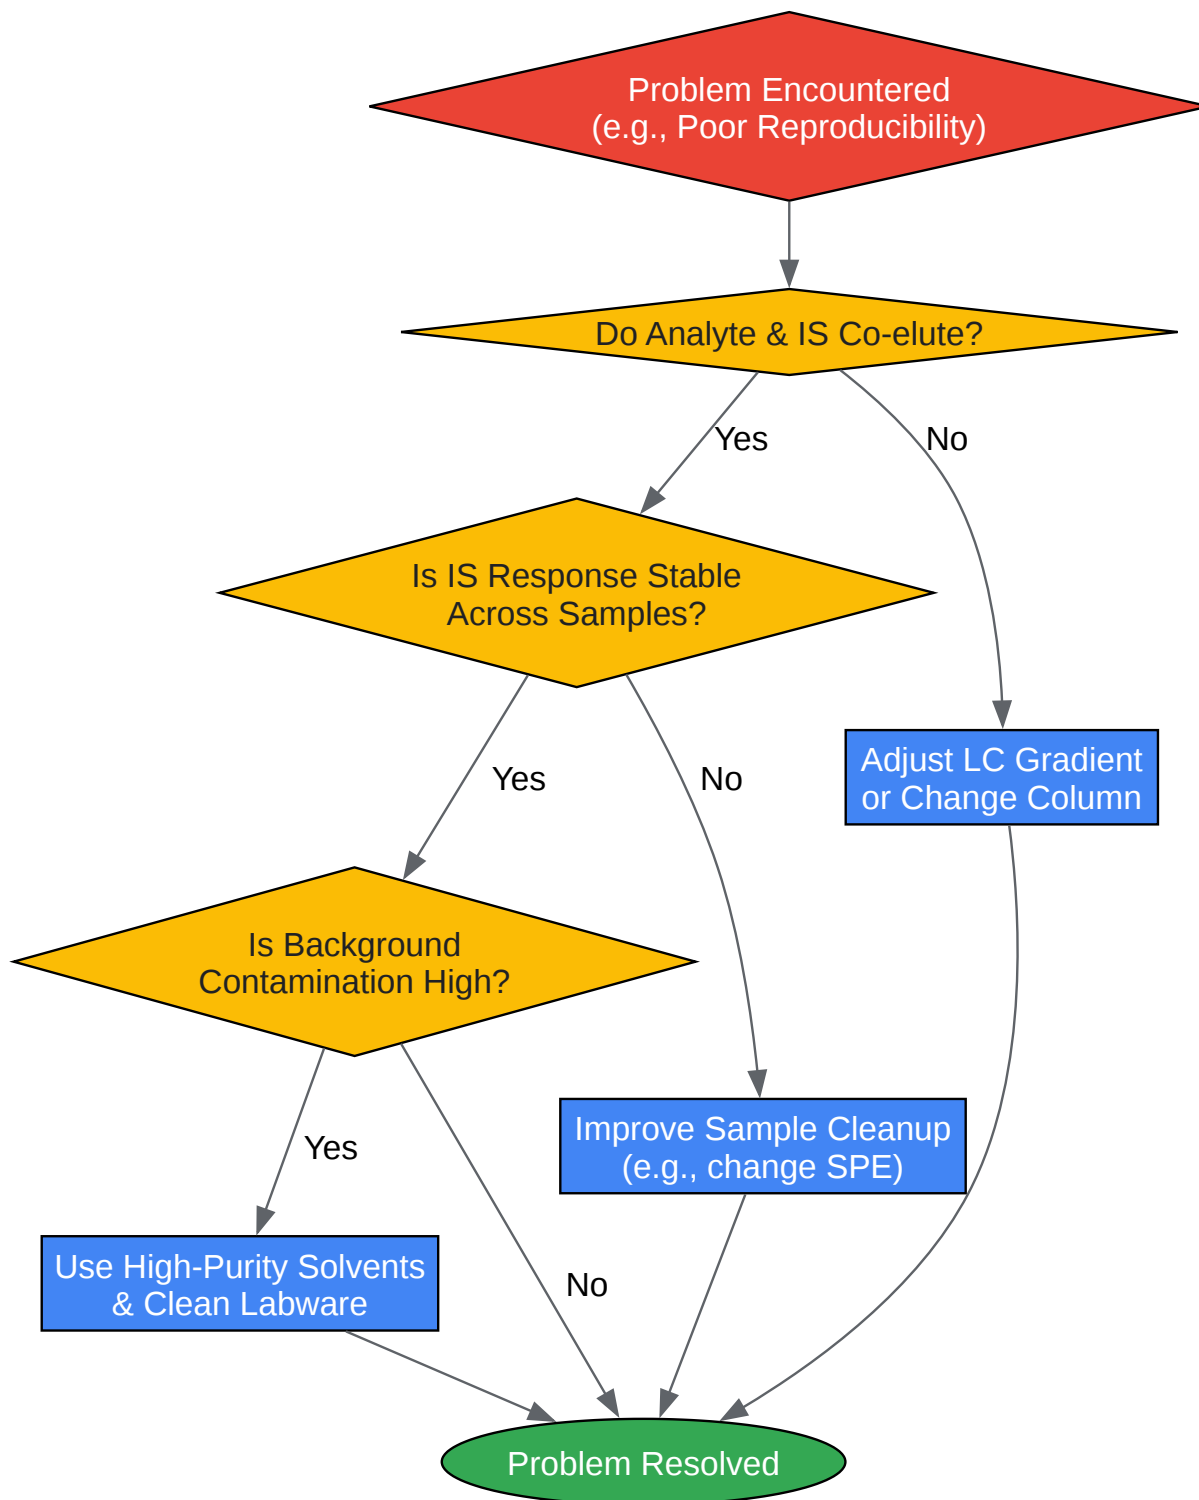 Problem Encountered
(e.g., Poor Reproducibility)
Do Analyte & IS Co-elute?
Yes
No
Is IS Response Stable
Across Samples?
Adjust LC Gradient
or Change Column
Yes
No
Is Background
Contamination High?
Improve Sample Cleanup
(e.g., change SPE)
Yes
Use High-Purity Solvents
& Clean Labware
No
Problem Resolved